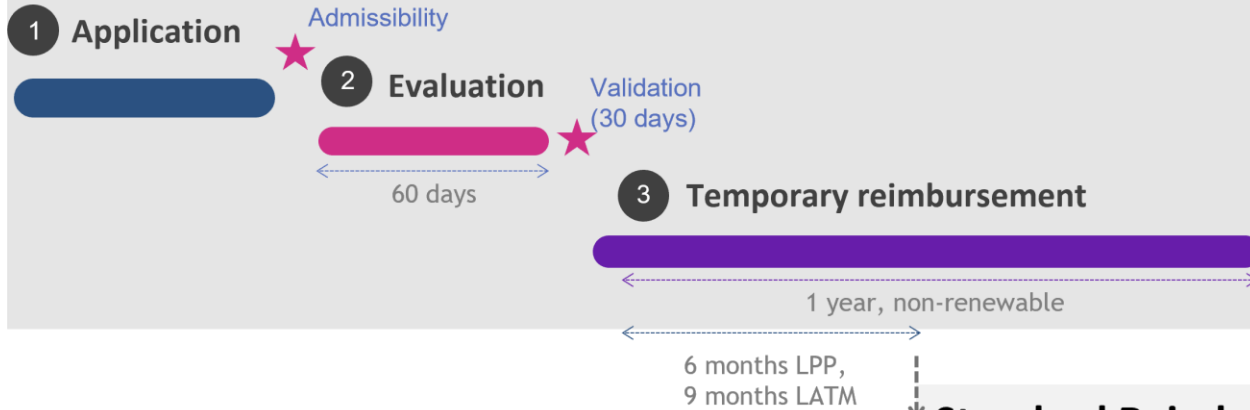 1 Application
Admissibility
2 Evaluation
Validation
(30 days)
60 days
3 Temporary reimbursement
1 year, non-renewable
6 months LPP,
9 months LATM